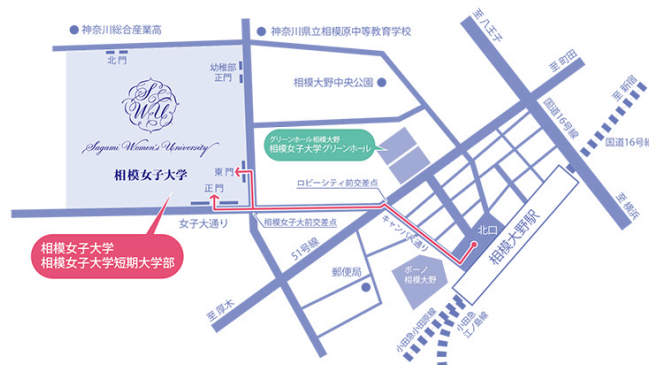 神奈川総合産業高
神奈川県立相模原中等教育学校
至八王子
至町田
至新宿
北門
幼稚部
正門
相模大野中央公園
国道16号線
国道16号線
SWU
Sagami Women's University
相模女子大学
グリーンホール相模大野
相模女子大学グリーンホール
東門
正門
ロビーシティ前交差点
至横浜
女子大通り
相模女子大前交差点
キャンパス通り
北口
相模大野駅
相模女子大学
相模女子大学短期大学部
51号線
郵便局
ボーノ
相模大野
至厚木
小田急小田原線
小田急
江ノ島線